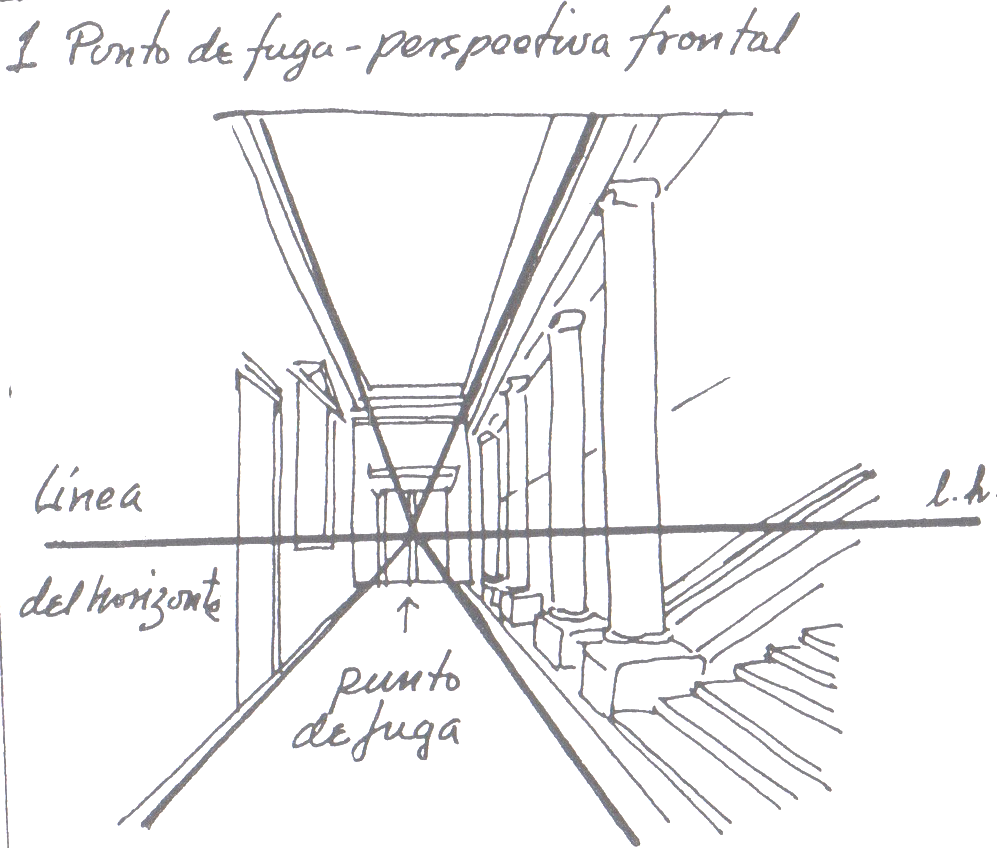 1 Punto de fuga - perspectiva frontal
Línea
l.h.
del horizonte
punto
de fuga